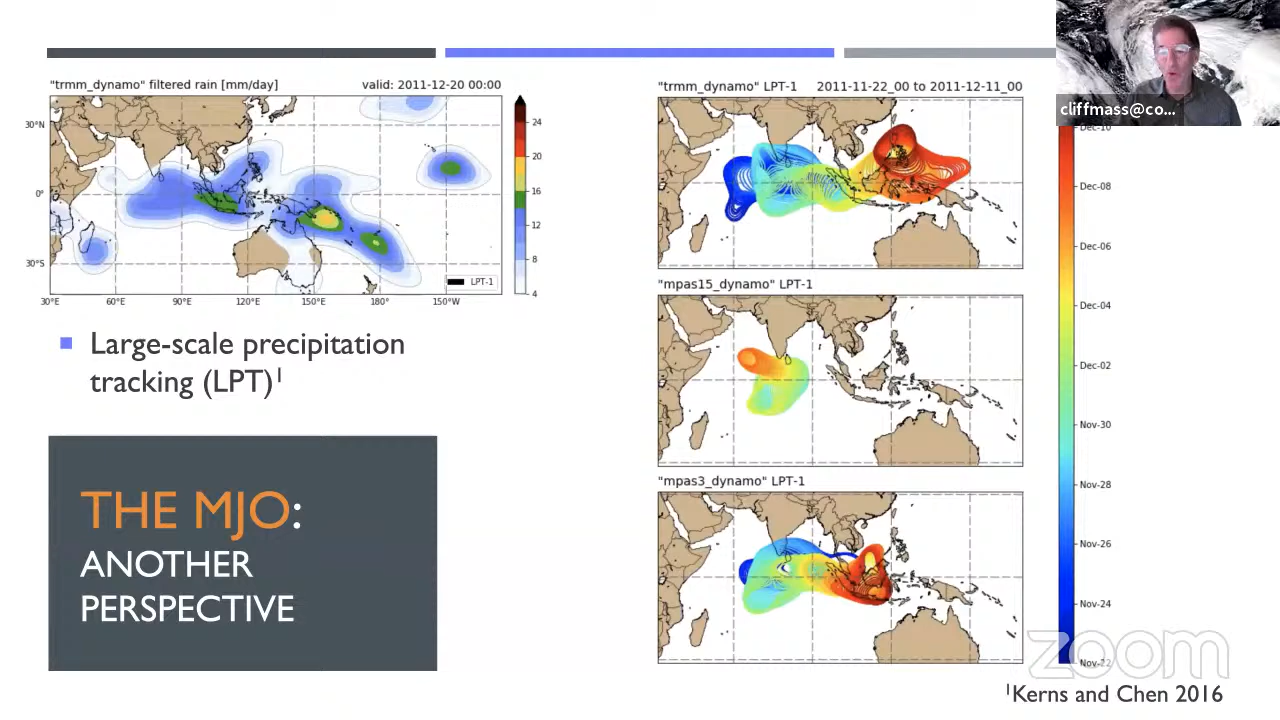 "trmm_dynamo" filtered rain [mm/day] valid: 2011-12-20 00:00
30°N
0°
30°S
30°E 60°E 90°E 120°E 150°E 180° 150°W
24
20
16
12
8
4
LPT-1
Large-scale precipitation
tracking (LPT)1
THE MJO:
ANOTHER
PERSPECTIVE
"trmm_dynamo" LPT-1 2011-11-22_00 to 2011-12-11_00
"mpas15_dynamo" LPT-1
"mpas3_dynamo" LPT-1
cliffmass@co...
Dec-10
Dec-08
Dec-06
Dec-04
Dec-02
Nov-30
Nov-28
Nov-26
Nov-24
Nov-22
zoom
1Kerns and Chen 2016